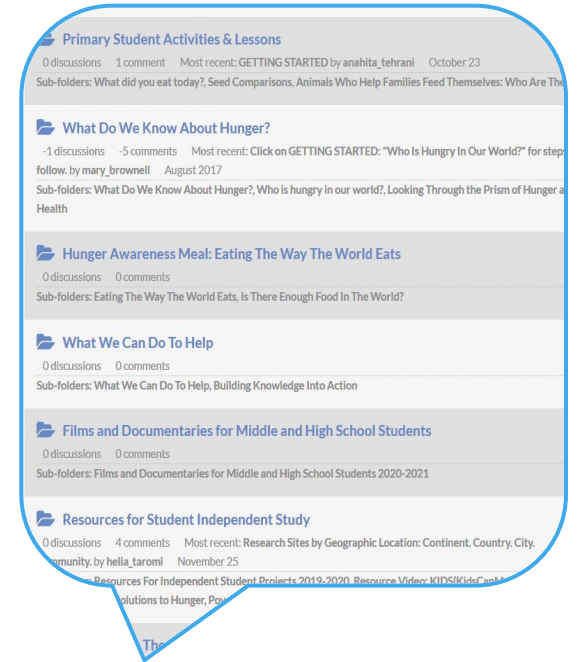 Primary Student Activities & Lessons
0 discussions 1 comment Most recent: GETTING STARTED by anahita_tehrani October 23
Sub-folders: What did you eat today?, Seed Comparisons, Animals Who Help Families Feed Themselves: Who Are The
What Do We Know About Hunger?
-1 discussions -5 comments Most recent: Click on GETTING STARTED: "Who Is Hungry In Our World?" for steps
follow. by mary_brownell August 2017
Sub-folders: What Do We Know About Hunger?, Who is hungry in our world?, Looking Through the Prism of Hunger a
Health
Hunger Awareness Meal: Eating The Way The World Eats
0 discussions 0 comments
Sub-folders: Eating The Way The World Eats, Is There Enough Food In The World?
What We Can Do To Help
0 discussions 0 comments
Sub-folders: What We Can Do To Help, Building Knowledge Into Action
Films and Documentaries for Middle and High School Students
0 discussions 0 comments
Sub-folders: Films and Documentaries for Middle and High School Students 2020-2021
Resources for Student Independent Study
0 discussions 4 comments Most recent: Research Sites by Geographic Location: Continent. Country. City.
by helia_taromi November 25
Resources For Independent Student Projects 2019-2020, Resource Video: KIDS/KidsCan
olutions to Hunger,
The